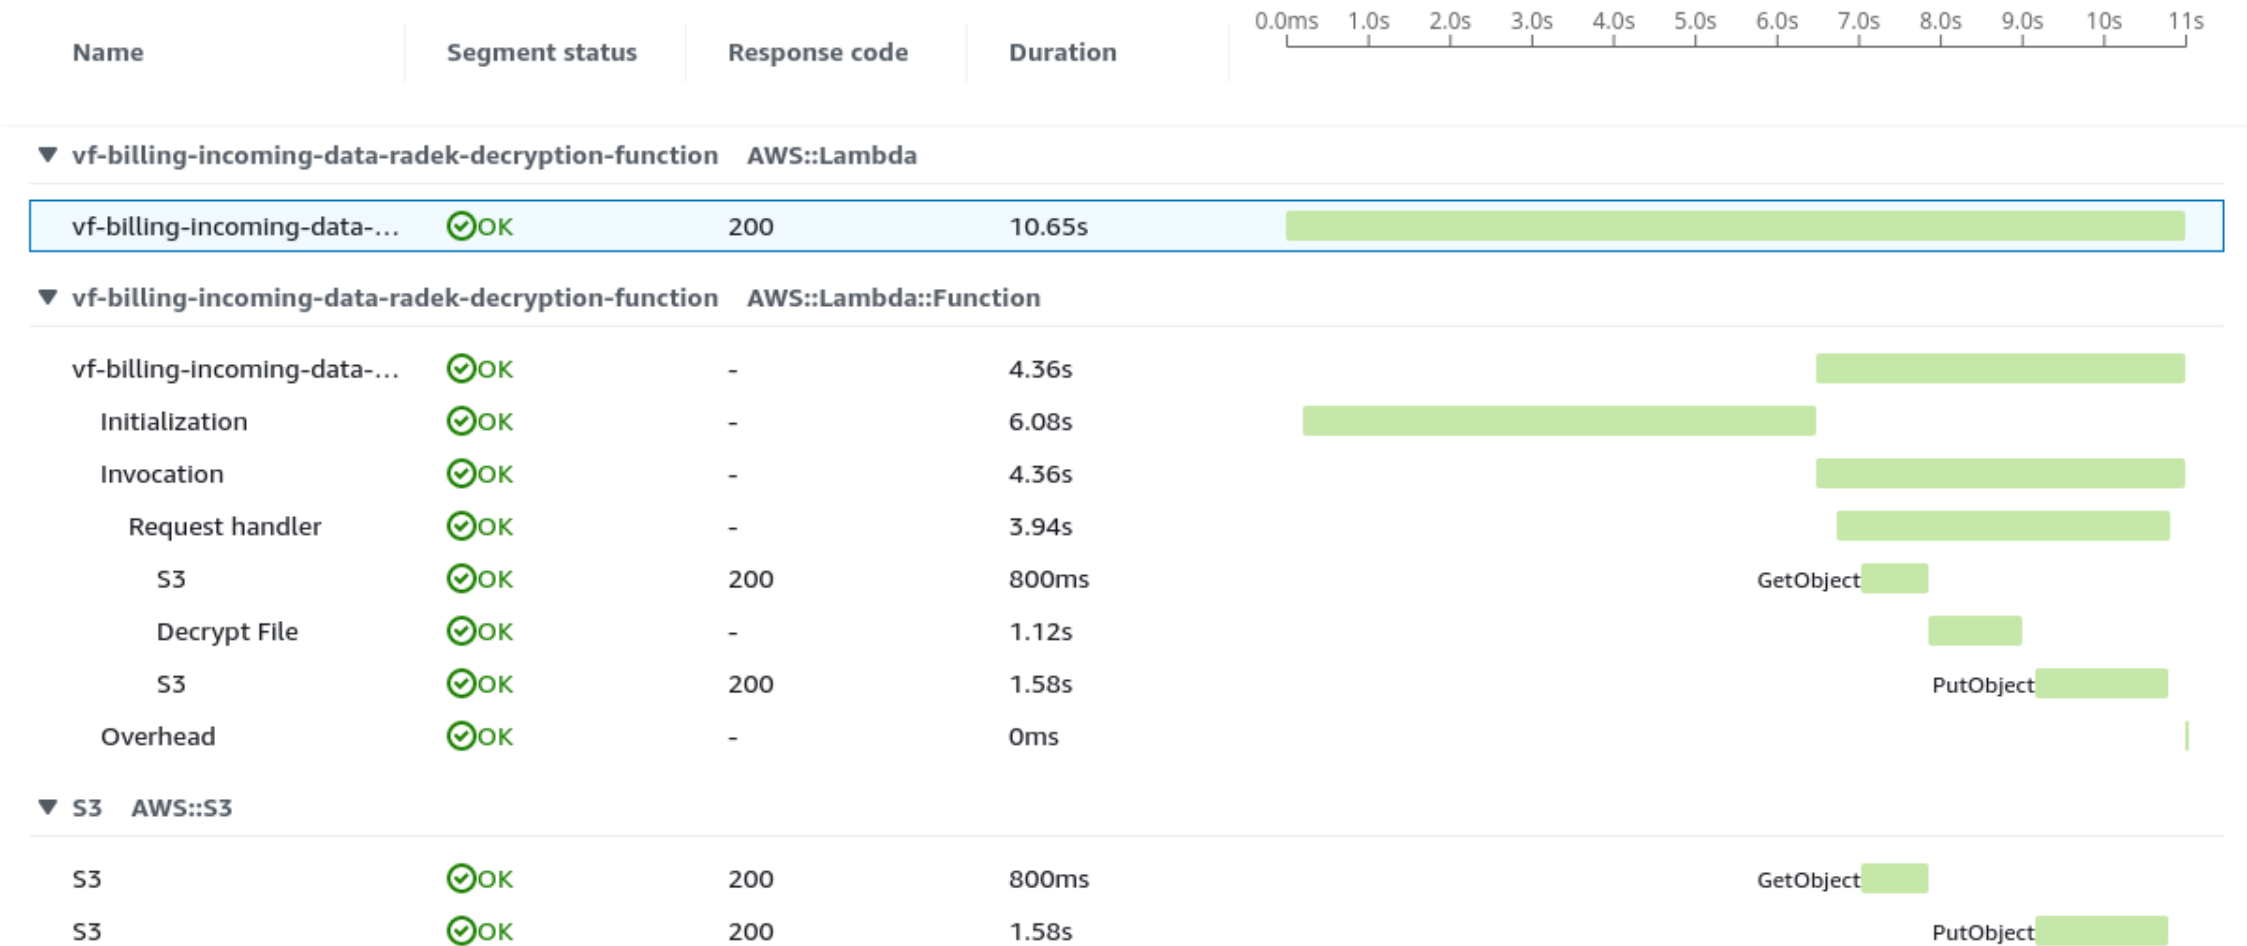 0.0ms 1.0s 2.0s 3.0s 4.0s 5.0s 6.0s 7.0s 8.0s 9.0s 10s 11s
Name Segment status Response code Duration
vf-billing-incoming-data-radek-decryption-function AWS::Lambda
vf-billing-incoming-data-... OK 200 10.65s
vf-billing-incoming-data-radek-decryption-function AWS::Lambda::Function
vf-billing-incoming-data-... OK - 4.36s
Initialization OK - 6.08s
Invocation OK - 4.36s
Request handler OK - 3.94s
S3 OK 200 800ms GetObject
Decrypt File OK - 1.12s
S3 OK 200 1.58s PutObject
Overhead OK - 0ms
S3 AWS::S3
S3 OK 200 800ms GetObject
S3 OK 200 1.58s PutObject